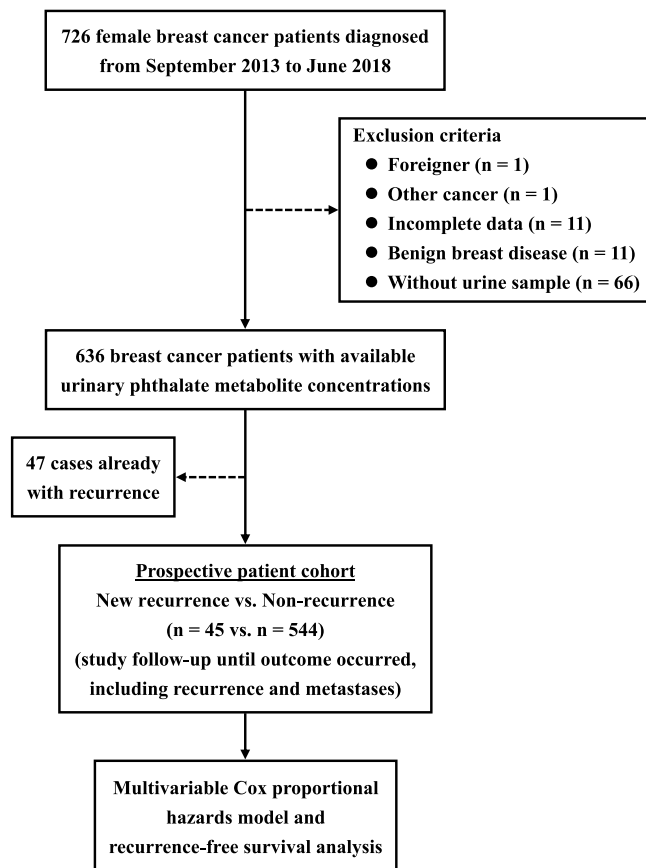 726 female breast cancer patients diagnosed
from September 2013 to June 2018
Exclusion criteria
● Foreigner (n = 1)
● Other cancer (n = 1)
● Incomplete data (n = 11)
● Benign breast disease (n = 11)
● Without urine sample (n = 66)
636 breast cancer patients with available
urinary phthalate metabolite concentrations
47 cases already
with recurrence
Prospective patient cohort
New recurrence vs. Non-recurrence
(n = 45 vs. n = 544)
(study follow-up until outcome occurred,
including recurrence and metastases)
Multivariable Cox proportional
hazards model and
recurrence-free survival analysis